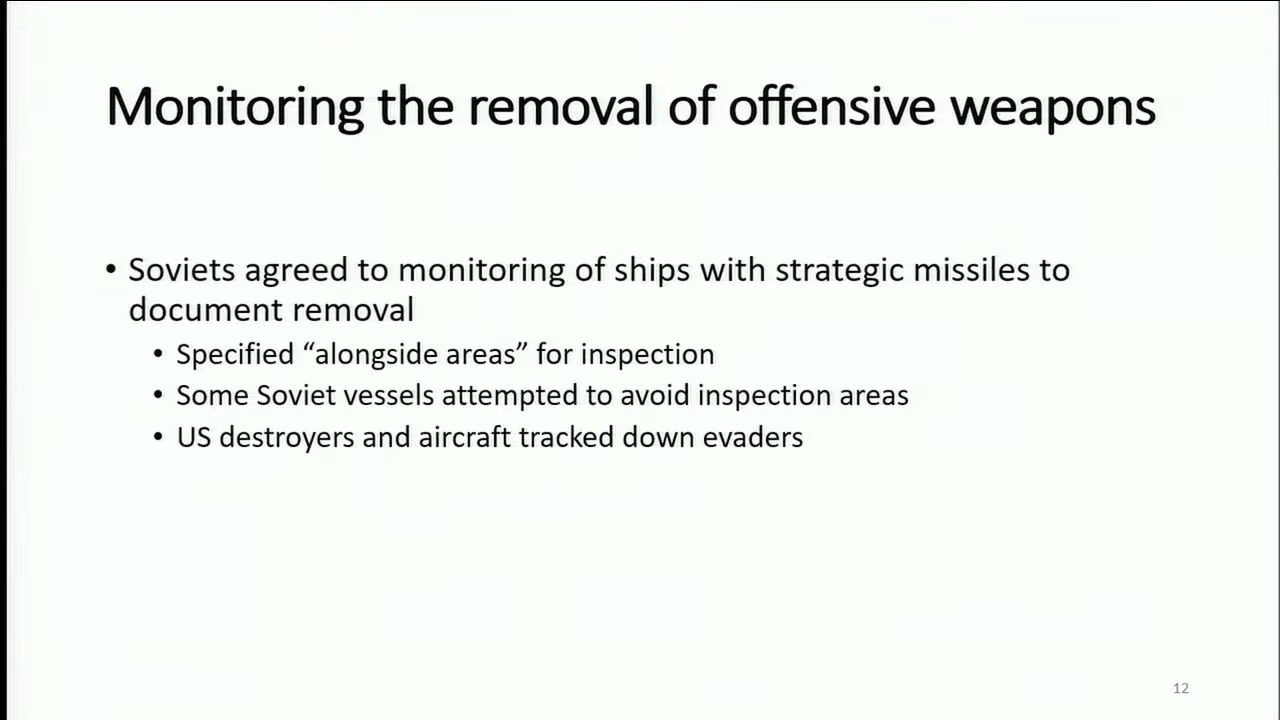 Monitoring the removal of offensive weapons
• Soviets agreed to monitoring of ships with strategic missiles to
document removal
• Specified “alongside areas” for inspection
• Some Soviet vessels attempted to avoid inspection areas
• US destroyers and aircraft tracked down evaders
12